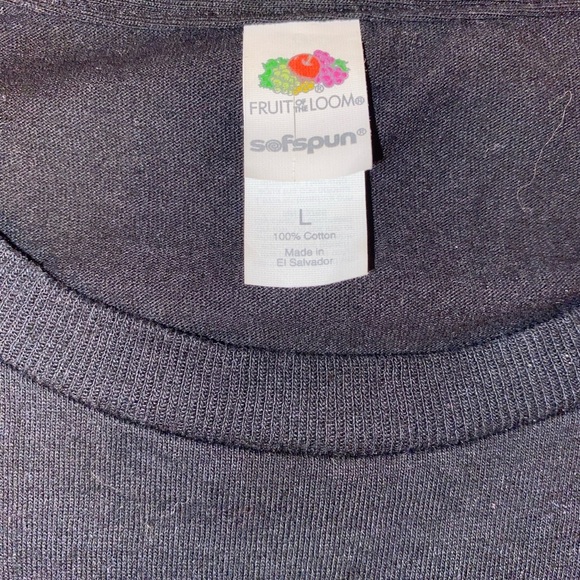 ®
FRUIT OF THE LOOM®
sofspun®
L
100% Cotton
Made in
El Salvador